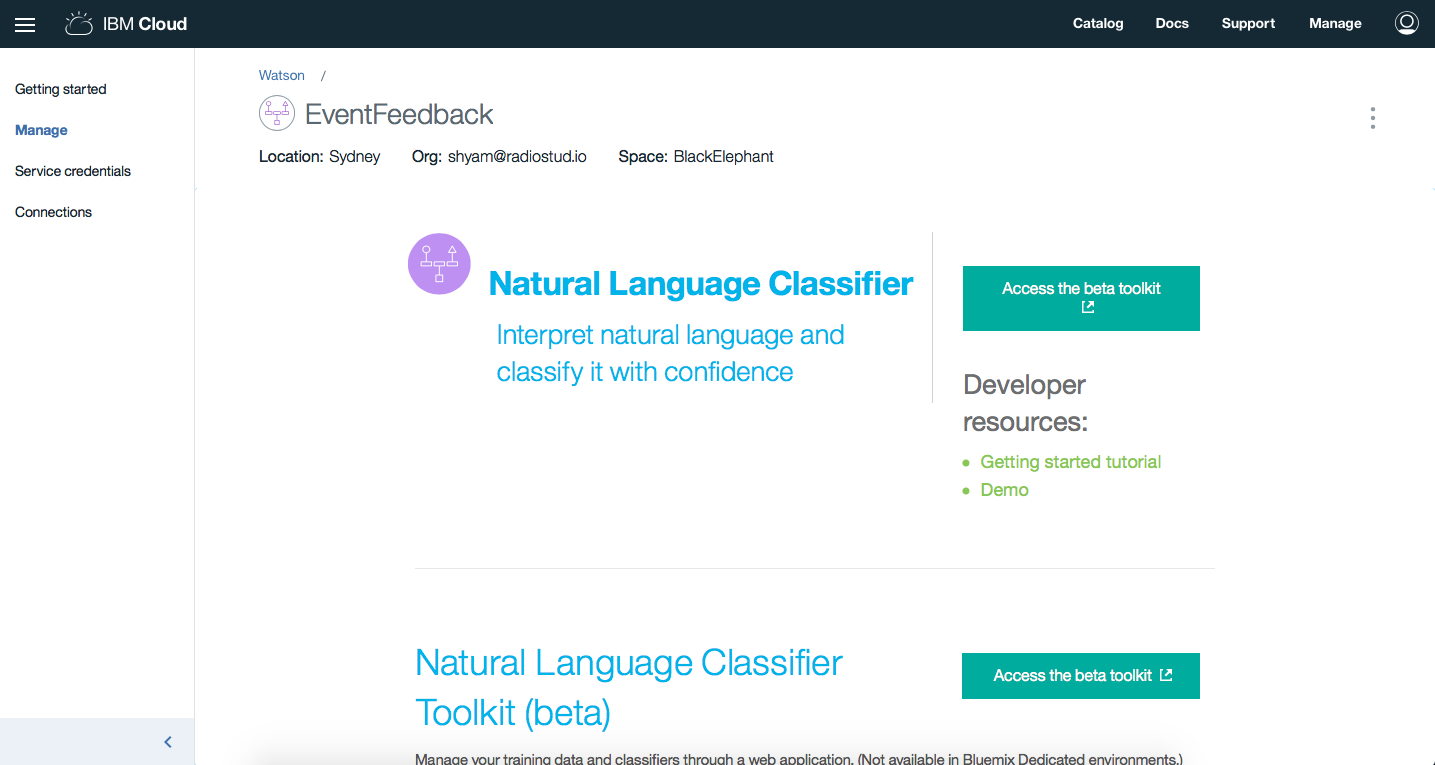 IBM Cloud
Catalog
Docs
Support
Manage
Getting started
Manage
Service credentials
Connections
Watson /
EventFeedback
Location: Sydney Org: shyam@radiostud.io Space: BlackElephant
Natural Language Classifier
Interpret natural language and
classify it with confidence
Access the beta toolkit
Developer
resources:
Getting started tutorial
Demo
Natural Language Classifier
Toolkit (beta)
Access the beta toolkit
Manage your training data and classifiers through a web application. (Not available in Bluemix Dedicated environments.)